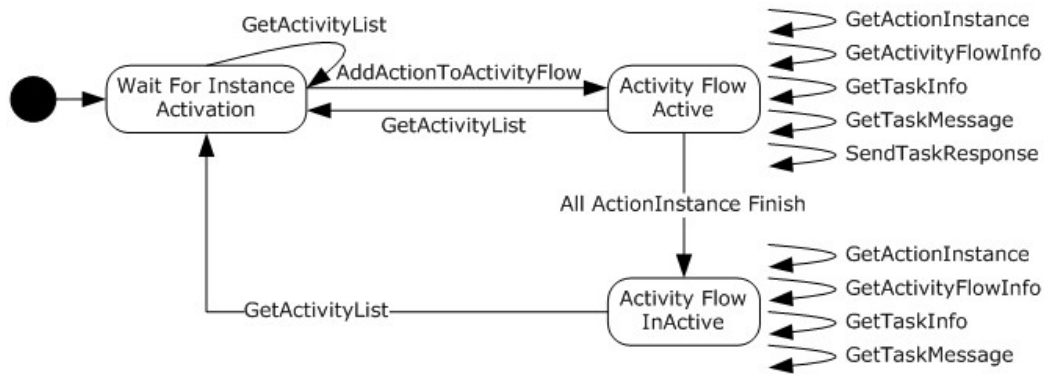 GetActivityList
Wait For Instance
Activation
AddActionToActivityFlow
GetActivityList
Activity Flow
Active
GetActionInstance
GetActivityFlowInfo
GetTaskInfo
GetTaskMessage
SendTaskResponse
All ActionInstance Finish
GetActivityList
Activity Flow
InActive
GetActionInstance
GetActivityFlowInfo
GetTaskInfo
GetTaskMessage